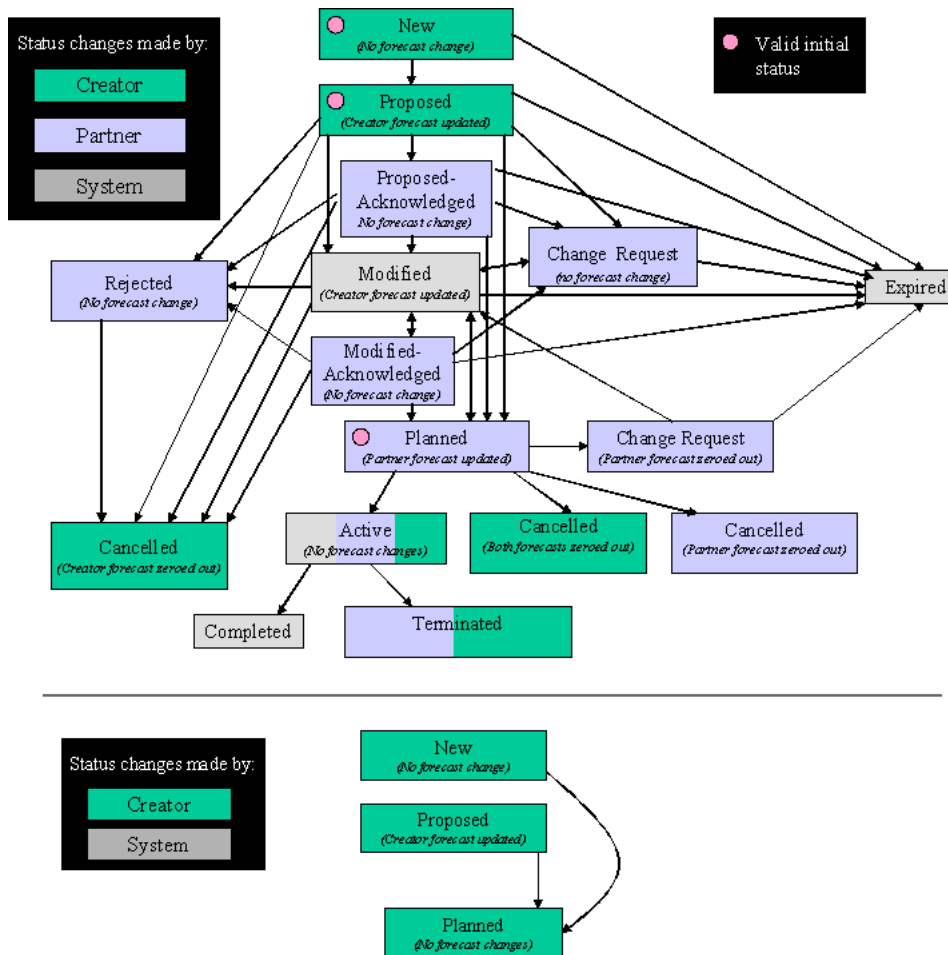 Status changes made by:
Creator
Partner
System
New
(No forecast change)
Valid initial
status
Proposed
(Creator forecast updated)
Proposed-
Acknowledged
No forecast change)
Change Request
(no forecast change)
Rejected
(No forecast change)
Modified
(Creator forecast updated)
Expired
Modified-
Acknowledged
(No forecast change)
Planned
(Partner forecast updated)
Change Request
(Partner forecast zeroed out)
Cancelled
(Creator forecast zeroed out)
Active
(No forecast changes)
Cancelled
(Both forecasts zeroed out)
Cancelled
(Partner forecast zeroed out)
Completed
Terminated
Status changes made by:
Creator
System
New
(No forecast change)
Proposed
(Creator forecast updated)
Planned
(No forecast changes)